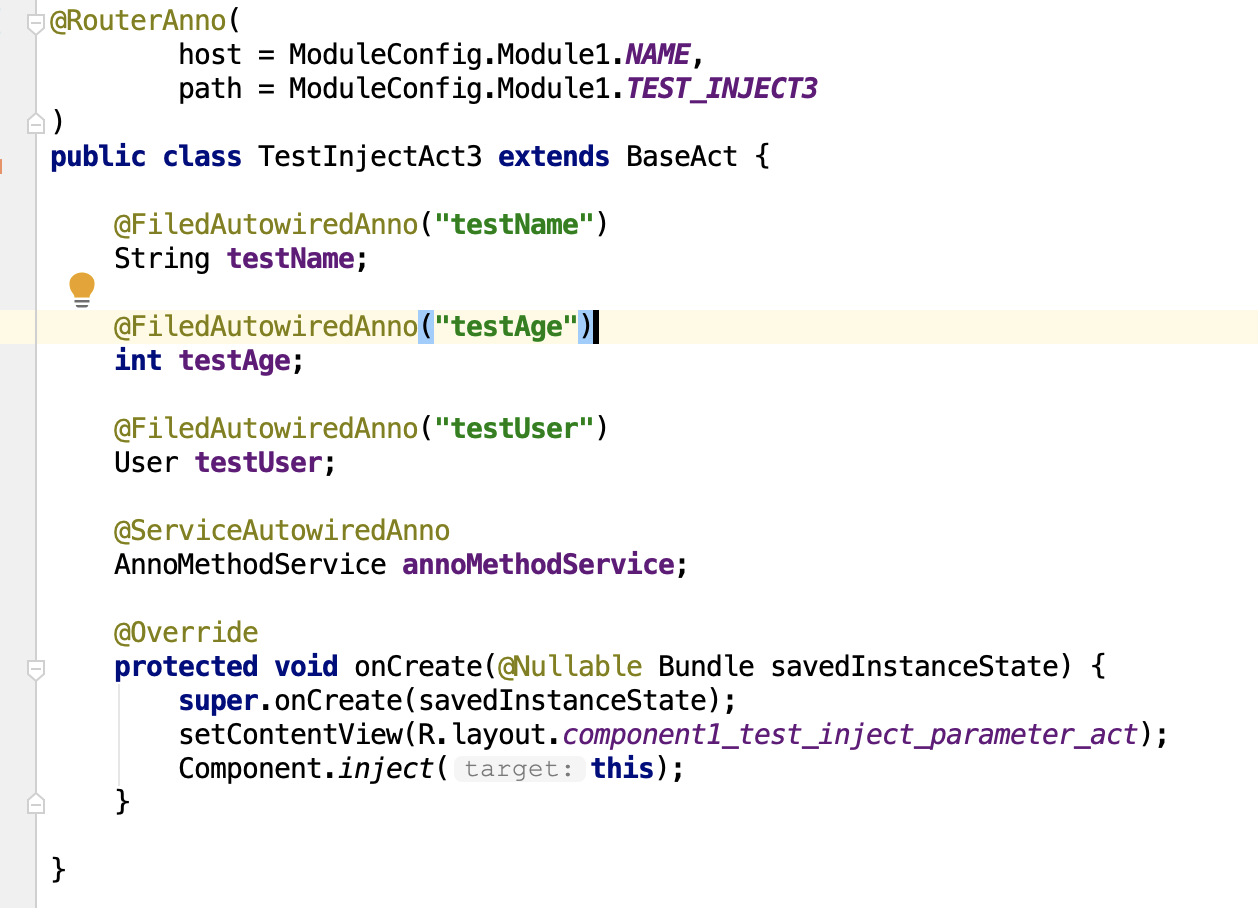 @RouterAnno(
        host = ModuleConfig.Module1.NAME,
        path = ModuleConfig.Module1.TEST_INJECT3
)
public class TestInjectAct3 extends BaseAct {
    @FiledAutowiredAnno("testName")
    String testName;
    @FiledAutowiredAnno("testAge")
    int testAge;
    @FiledAutowiredAnno("testUser")
    User testUser;
    @ServiceAutowiredAnno
    AnnoMethodService annoMethodService;
    @Override
    protected void onCreate(@Nullable Bundle savedInstanceState) {
        super.onCreate(savedInstanceState);
        setContentView(R.layout.component1_test_inject_parameter_act);
        Component.inject( target: this);
    }
}